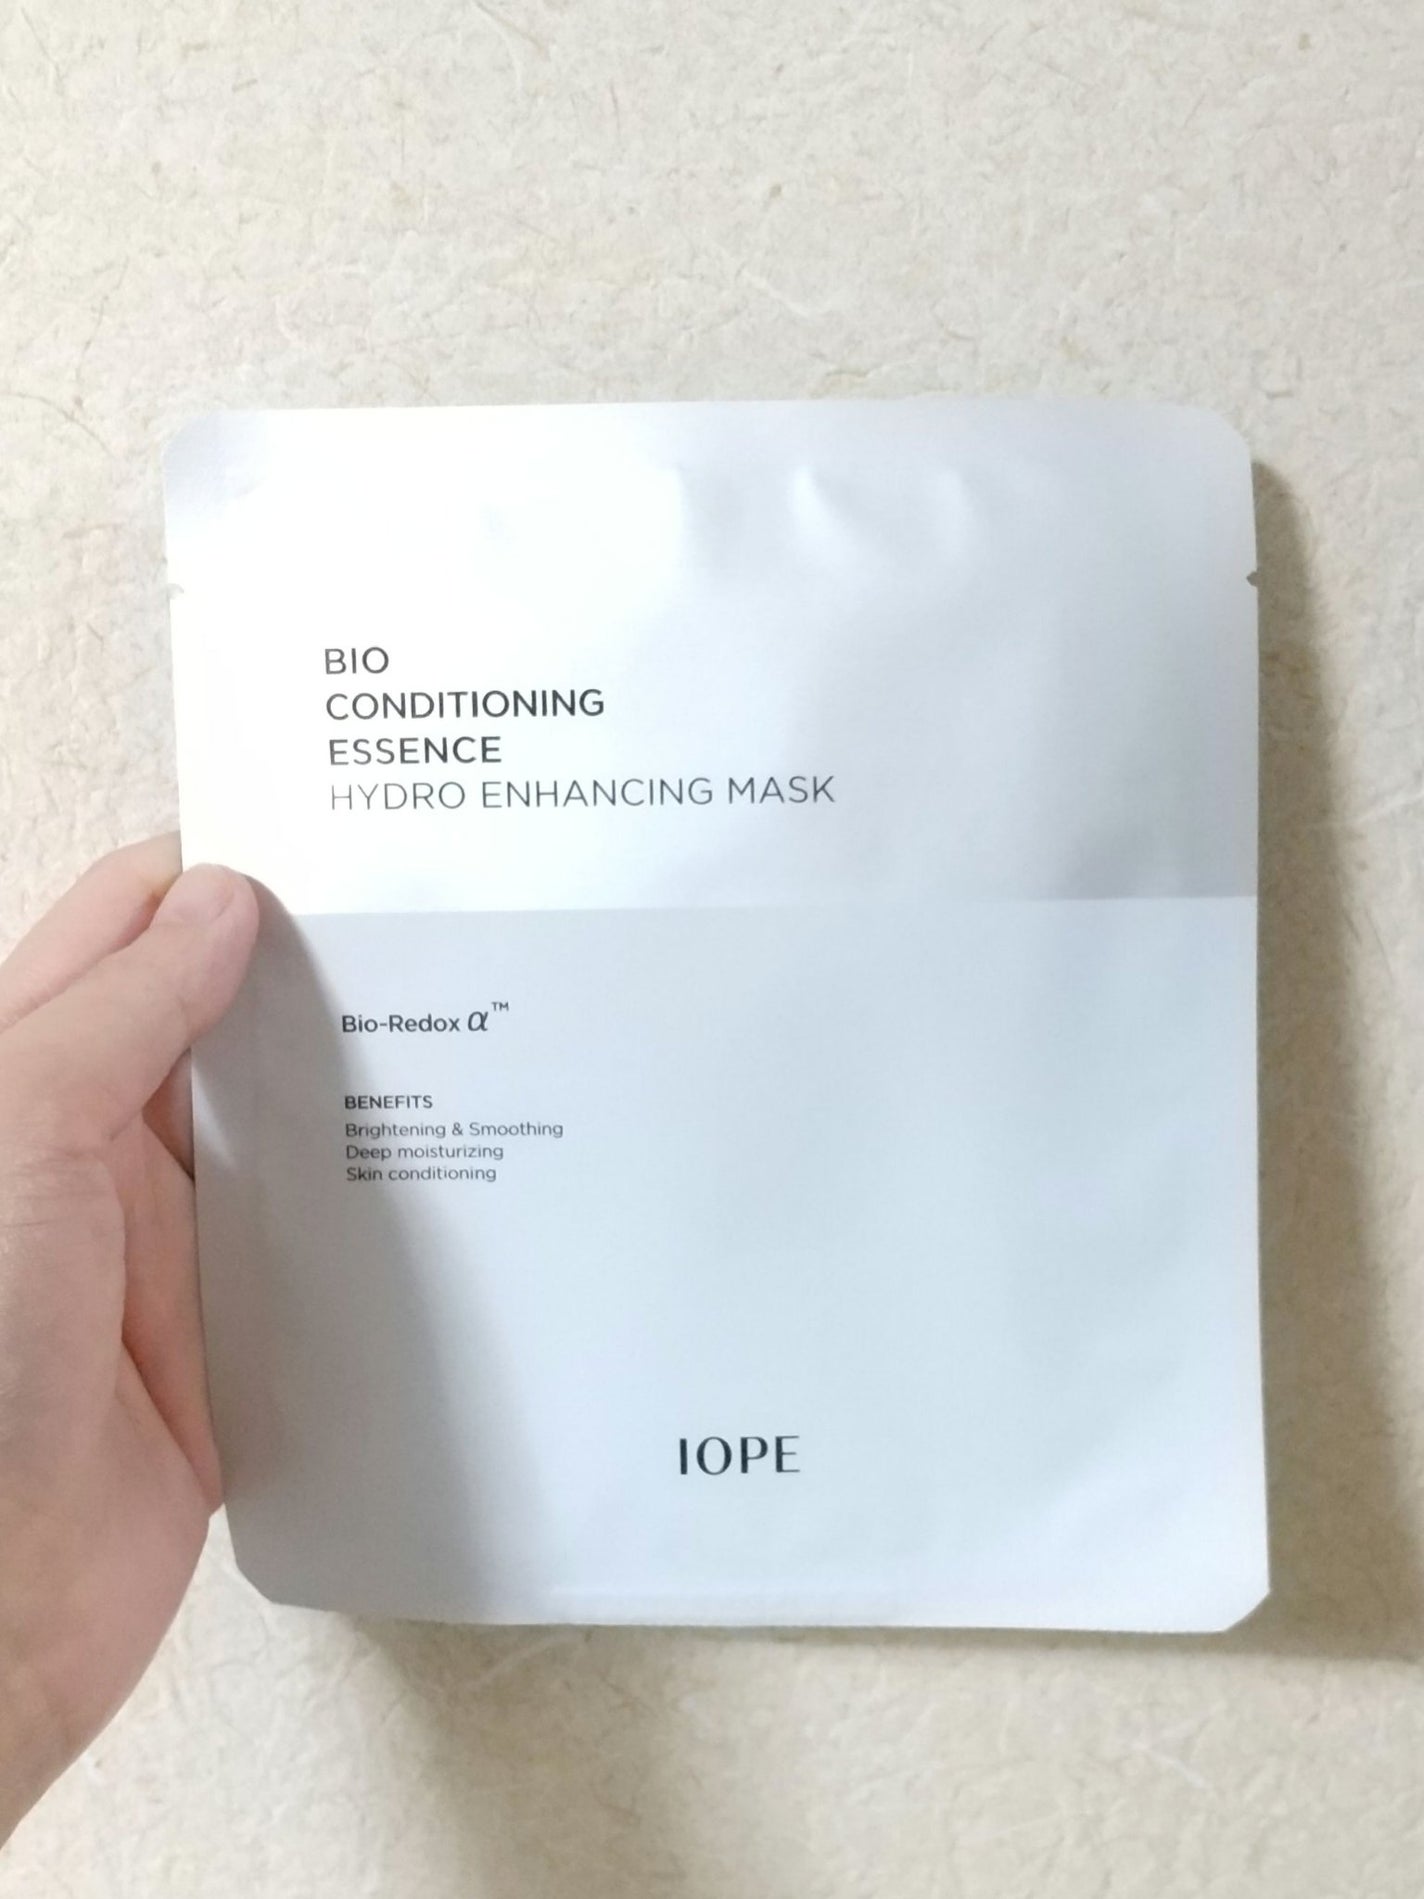 BIO
CONDITIONING
ESSENCE
HYDRO ENHANCING MASK
Bio-Redox α™
BENEFITS
Brightening & Smoothing
Deep moisturizing
Skin conditioning
IOPE